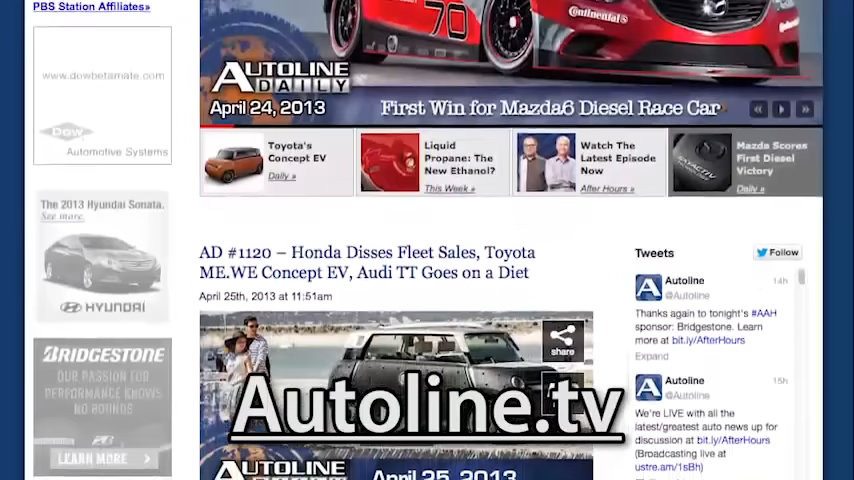 PBS Station Affiliates»
www.dowbetamate.com
Dow
Automotive Systems
The 2013 Hyundai Sonata.
See more.
HYUNDAI
BRIDGESTONE
OUR PASSION FOR
PERFORMANCE KNOWS
NO BOUNDS
LEARN MORE >
70
Continental
AUTOLINE
DAILY
April 24, 2013
First Win for Mazda6 Diesel Race Car
Toyota's
Concept EV
Daily »
Liquid
Propane: The
New Ethanol?
This Week »
Watch The
Latest Episode
Now
After Hours »
SKYACTIV
Mazda Scores
First Diesel
Victory
Daily »
AD #1120 – Honda Disses Fleet Sales, Toyota
ME.WE Concept EV, Audi TT Goes on a Diet
April 25th, 2013 at 11:51am
share
Autoline.tv
AUTOLINE
DAILY
April 25, 2013
Tweets
Follow
Autoline 14h
@Autoline
Thanks again to tonight's #AAH
sponsor: Bridgestone. Learn
more at bit.ly/AfterHours
Expand
Autoline 15h
@Autoline
We're LIVE with all the
latest/greatest auto news up for
discussion at bit.ly/AfterHours
(Broadcasting live at
ustre.am/1sBh)